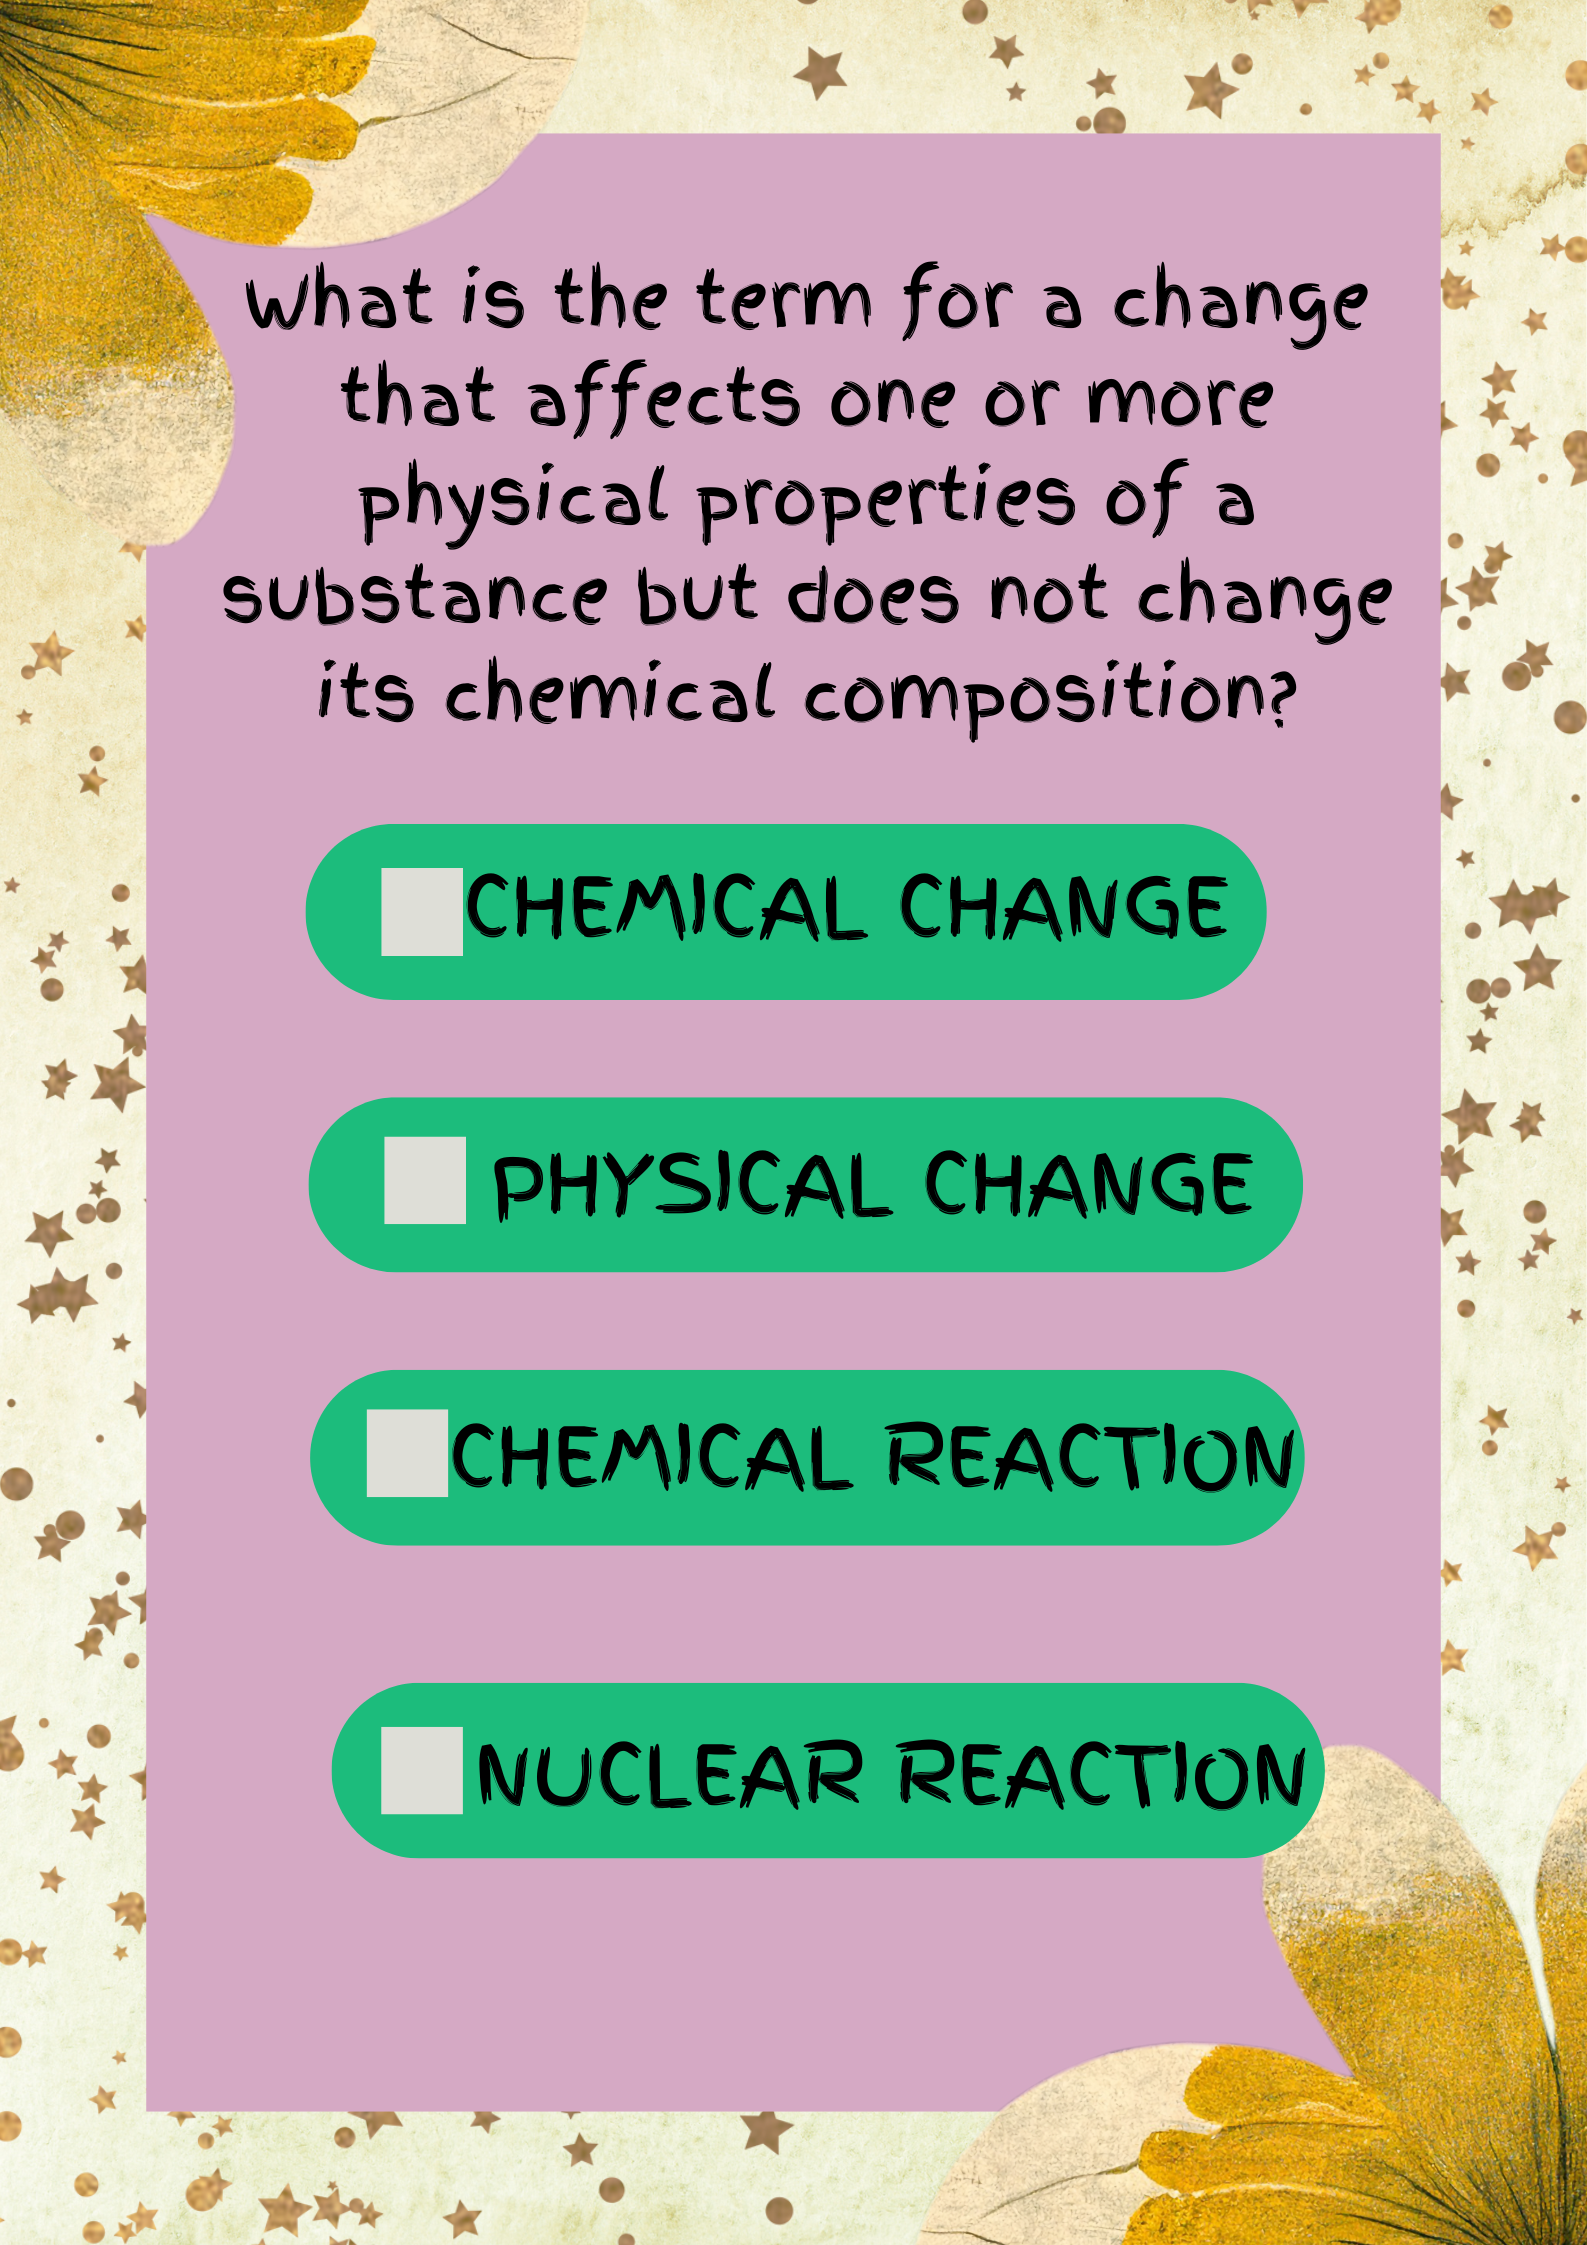 What is the term for a change
that affects one or more
physical properties of a
substance but does not change
its chemical composition?
CHEMICAL CHANGE
PHYSICAL CHANGE
CHEMICAL REACTION
NUCLEAR REACTION